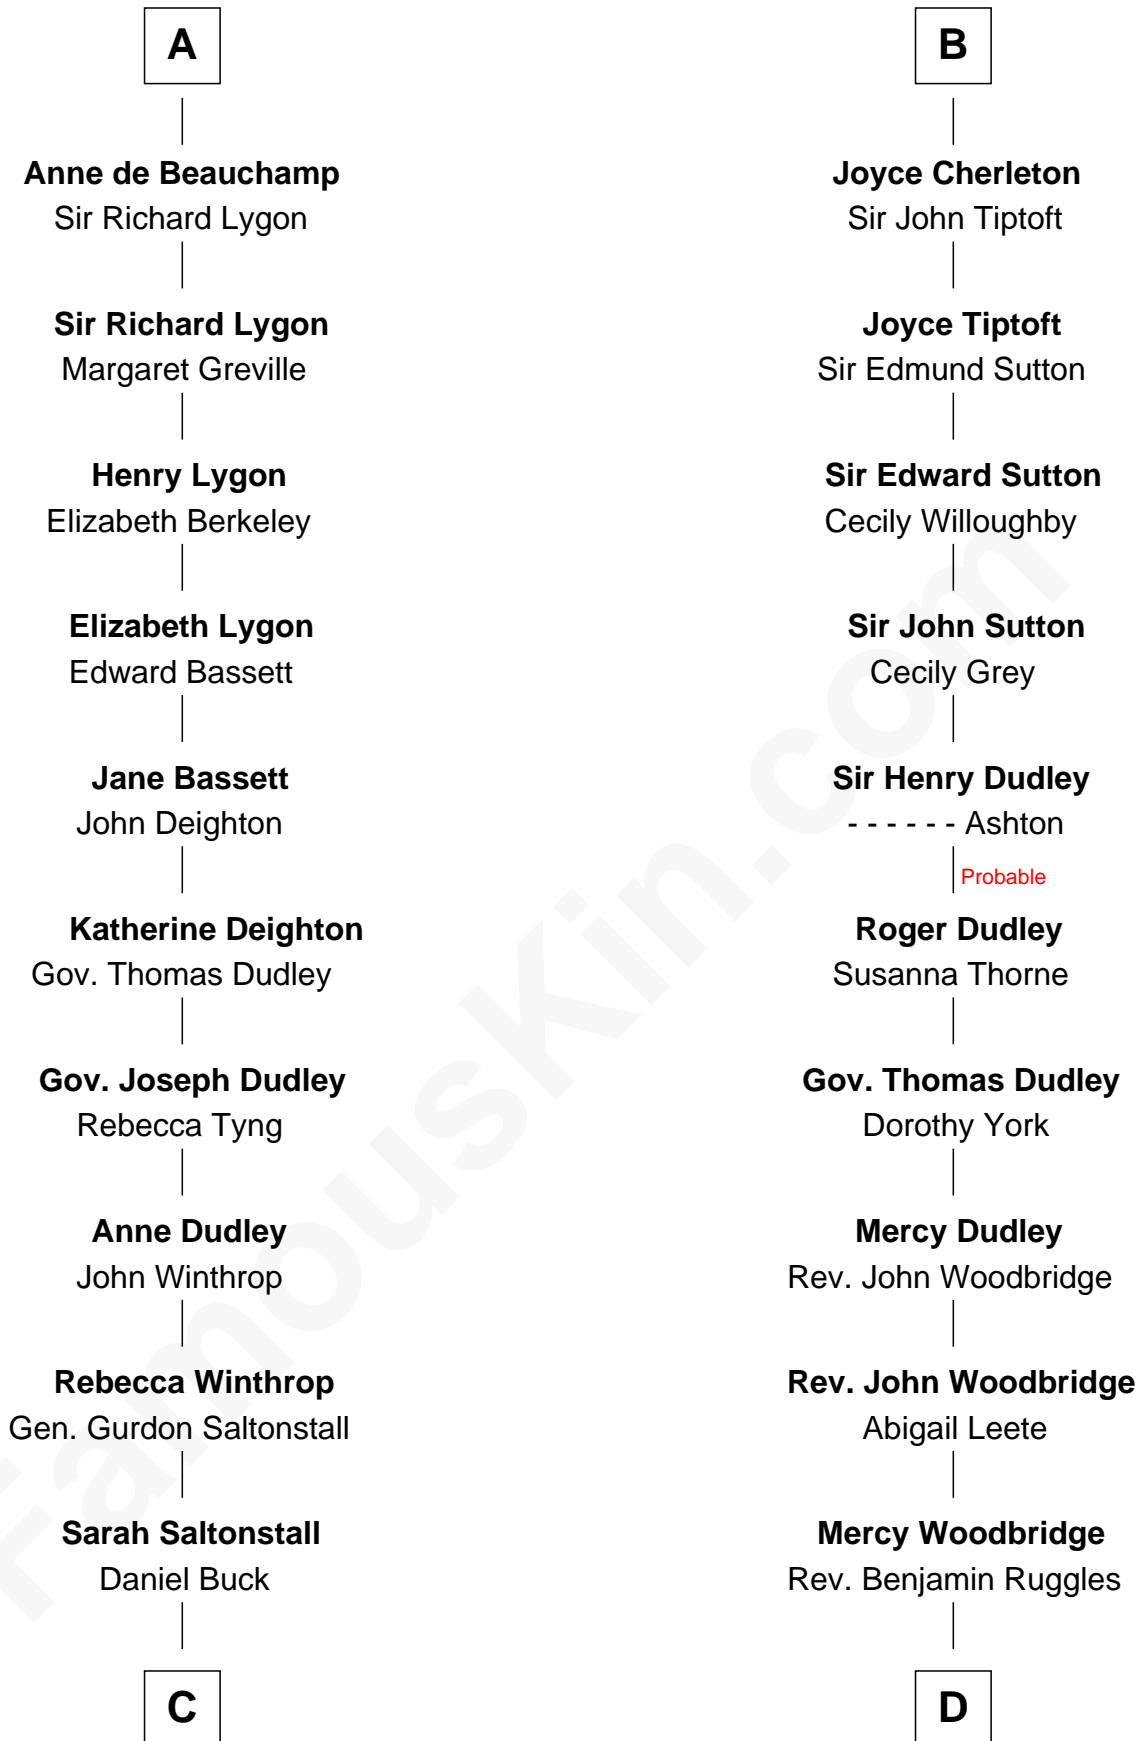 A
Anne de Beauchamp
Sir Richard Lygon
Sir Richard Lygon
Margaret Greville
Henry Lygon
Elizabeth Berkeley
Elizabeth Lygon
Edward Bassett
Jane Bassett
John Deighton
Katherine Deighton
Gov. Thomas Dudley
Gov. Joseph Dudley
Rebecca Tyng
Anne Dudley
John Winthrop
Rebecca Winthrop
Gen. Gurdon Saltonstall
Sarah Saltonstall
Daniel Buck
C
B
Joyce Cherleton
Sir John Tiptoft
Joyce Tiptoft
Sir Edmund Sutton
Sir Edward Sutton
Cecily Willoughby
Sir John Sutton
Cecily Grey
Sir Henry Dudley
- - - - - - Ashton
Probable
Roger Dudley
Susanna Thorne
Gov. Thomas Dudley
Dorothy York
Mercy Dudley
Rev. John Woodbridge
Rev. John Woodbridge
Abigail Leete
Mercy Woodbridge
Rev. Benjamin Ruggles
D
FamousKin.com